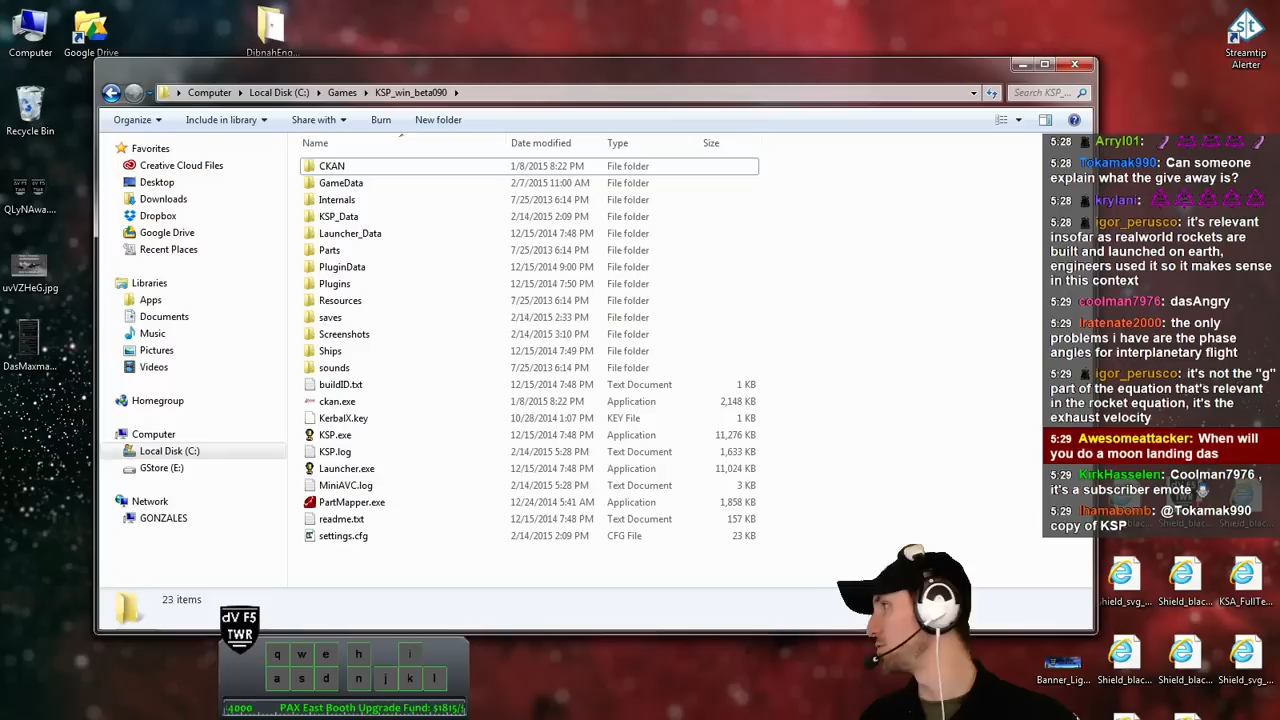 Computer
Google Drive
DibnahEng...
Streamtip
Alerter
Recycle Bin
QLyNAwa....
uvVZHeG.jpg
DasMaxma...
Computer
Local Disk (C:)
Games
KSP_win_beta090
Search KSP_...
Organize
Include in library
Share with
Burn
New folder
Name Date modified Type Size
Favorites
Creative Cloud Files
Desktop
Downloads
Dropbox
Google Drive
Recent Places
Libraries
Apps
Documents
Music
Pictures
Videos
Homegroup
Computer
Local Disk (C:)
GStore (E:)
Network
GONZALES
CKAN 1/8/2015 8:22 PM File folder
GameData 2/7/2015 11:00 AM File folder
Internals 7/25/2013 6:14 PM File folder
KSP_Data 2/14/2015 2:09 PM File folder
Launcher_Data 12/15/2014 7:48 PM File folder
Parts 7/25/2013 6:14 PM File folder
PluginData 12/15/2014 9:00 PM File folder
Plugins 12/15/2014 7:50 PM File folder
Resources 7/25/2013 6:14 PM File folder
saves 2/14/2015 2:33 PM File folder
Screenshots 2/14/2015 3:10 PM File folder
Ships 12/15/2014 7:49 PM File folder
sounds 7/25/2013 6:14 PM File folder
buildID.txt 12/15/2014 7:48 PM Text Document 1 KB
ckan.exe 1/8/2015 8:22 PM Application 2,148 KB
KerbalX.key 10/28/2014 1:07 PM KEY File 1 KB
KSP.exe 12/15/2014 7:48 PM Application 11,276 KB
KSP.log 2/14/2015 5:28 PM Text Document 1,633 KB
Launcher.exe 12/15/2014 7:48 PM Application 11,024 KB
MiniAVC.log 2/14/2015 5:28 PM Text Document 3 KB
PartMapper.exe 12/24/2014 5:41 AM Application 1,858 KB
readme.txt 12/15/2014 7:48 PM Text Document 157 KB
settings.cfg 2/14/2015 2:09 PM CFG File 23 KB
23 items
5:28 Arryl01:
5:28 Tokamak990: Can someone
explain what the give away is?
5:28 krylani:
5:28 igor_perusco: it's relevant
insofar as realworld rockets are
built and launched on earth,
engineers used it so it makes sense
in this context
5:29 coolman7976: dasAngry
5:29 Iratenate2000: the only
problems i have are the phase
angles for interplanetary flight
5:29 igor_perusco: it's not the "g"
part of the equation that's relevant
in the rocket equation, it's the
exhaust velocity
5:29 Awesomeattacker: When will
you do a moon landing das
5:29 KirkHasselen: Coolman7976 ,
it's a subscriber emote
5:29 lhamabomb: @Tokamak990
copy of KSP
Shield_svg_...
Shield_blac...
KSA_FullTe...
Banner_Lig...
Shield_blac...
Shield_blac...
Shield_svg_...
dV F5
TWR
q w e h i
a s d n j k l
4000 PAX East Booth Upgrade Fund: $1815/